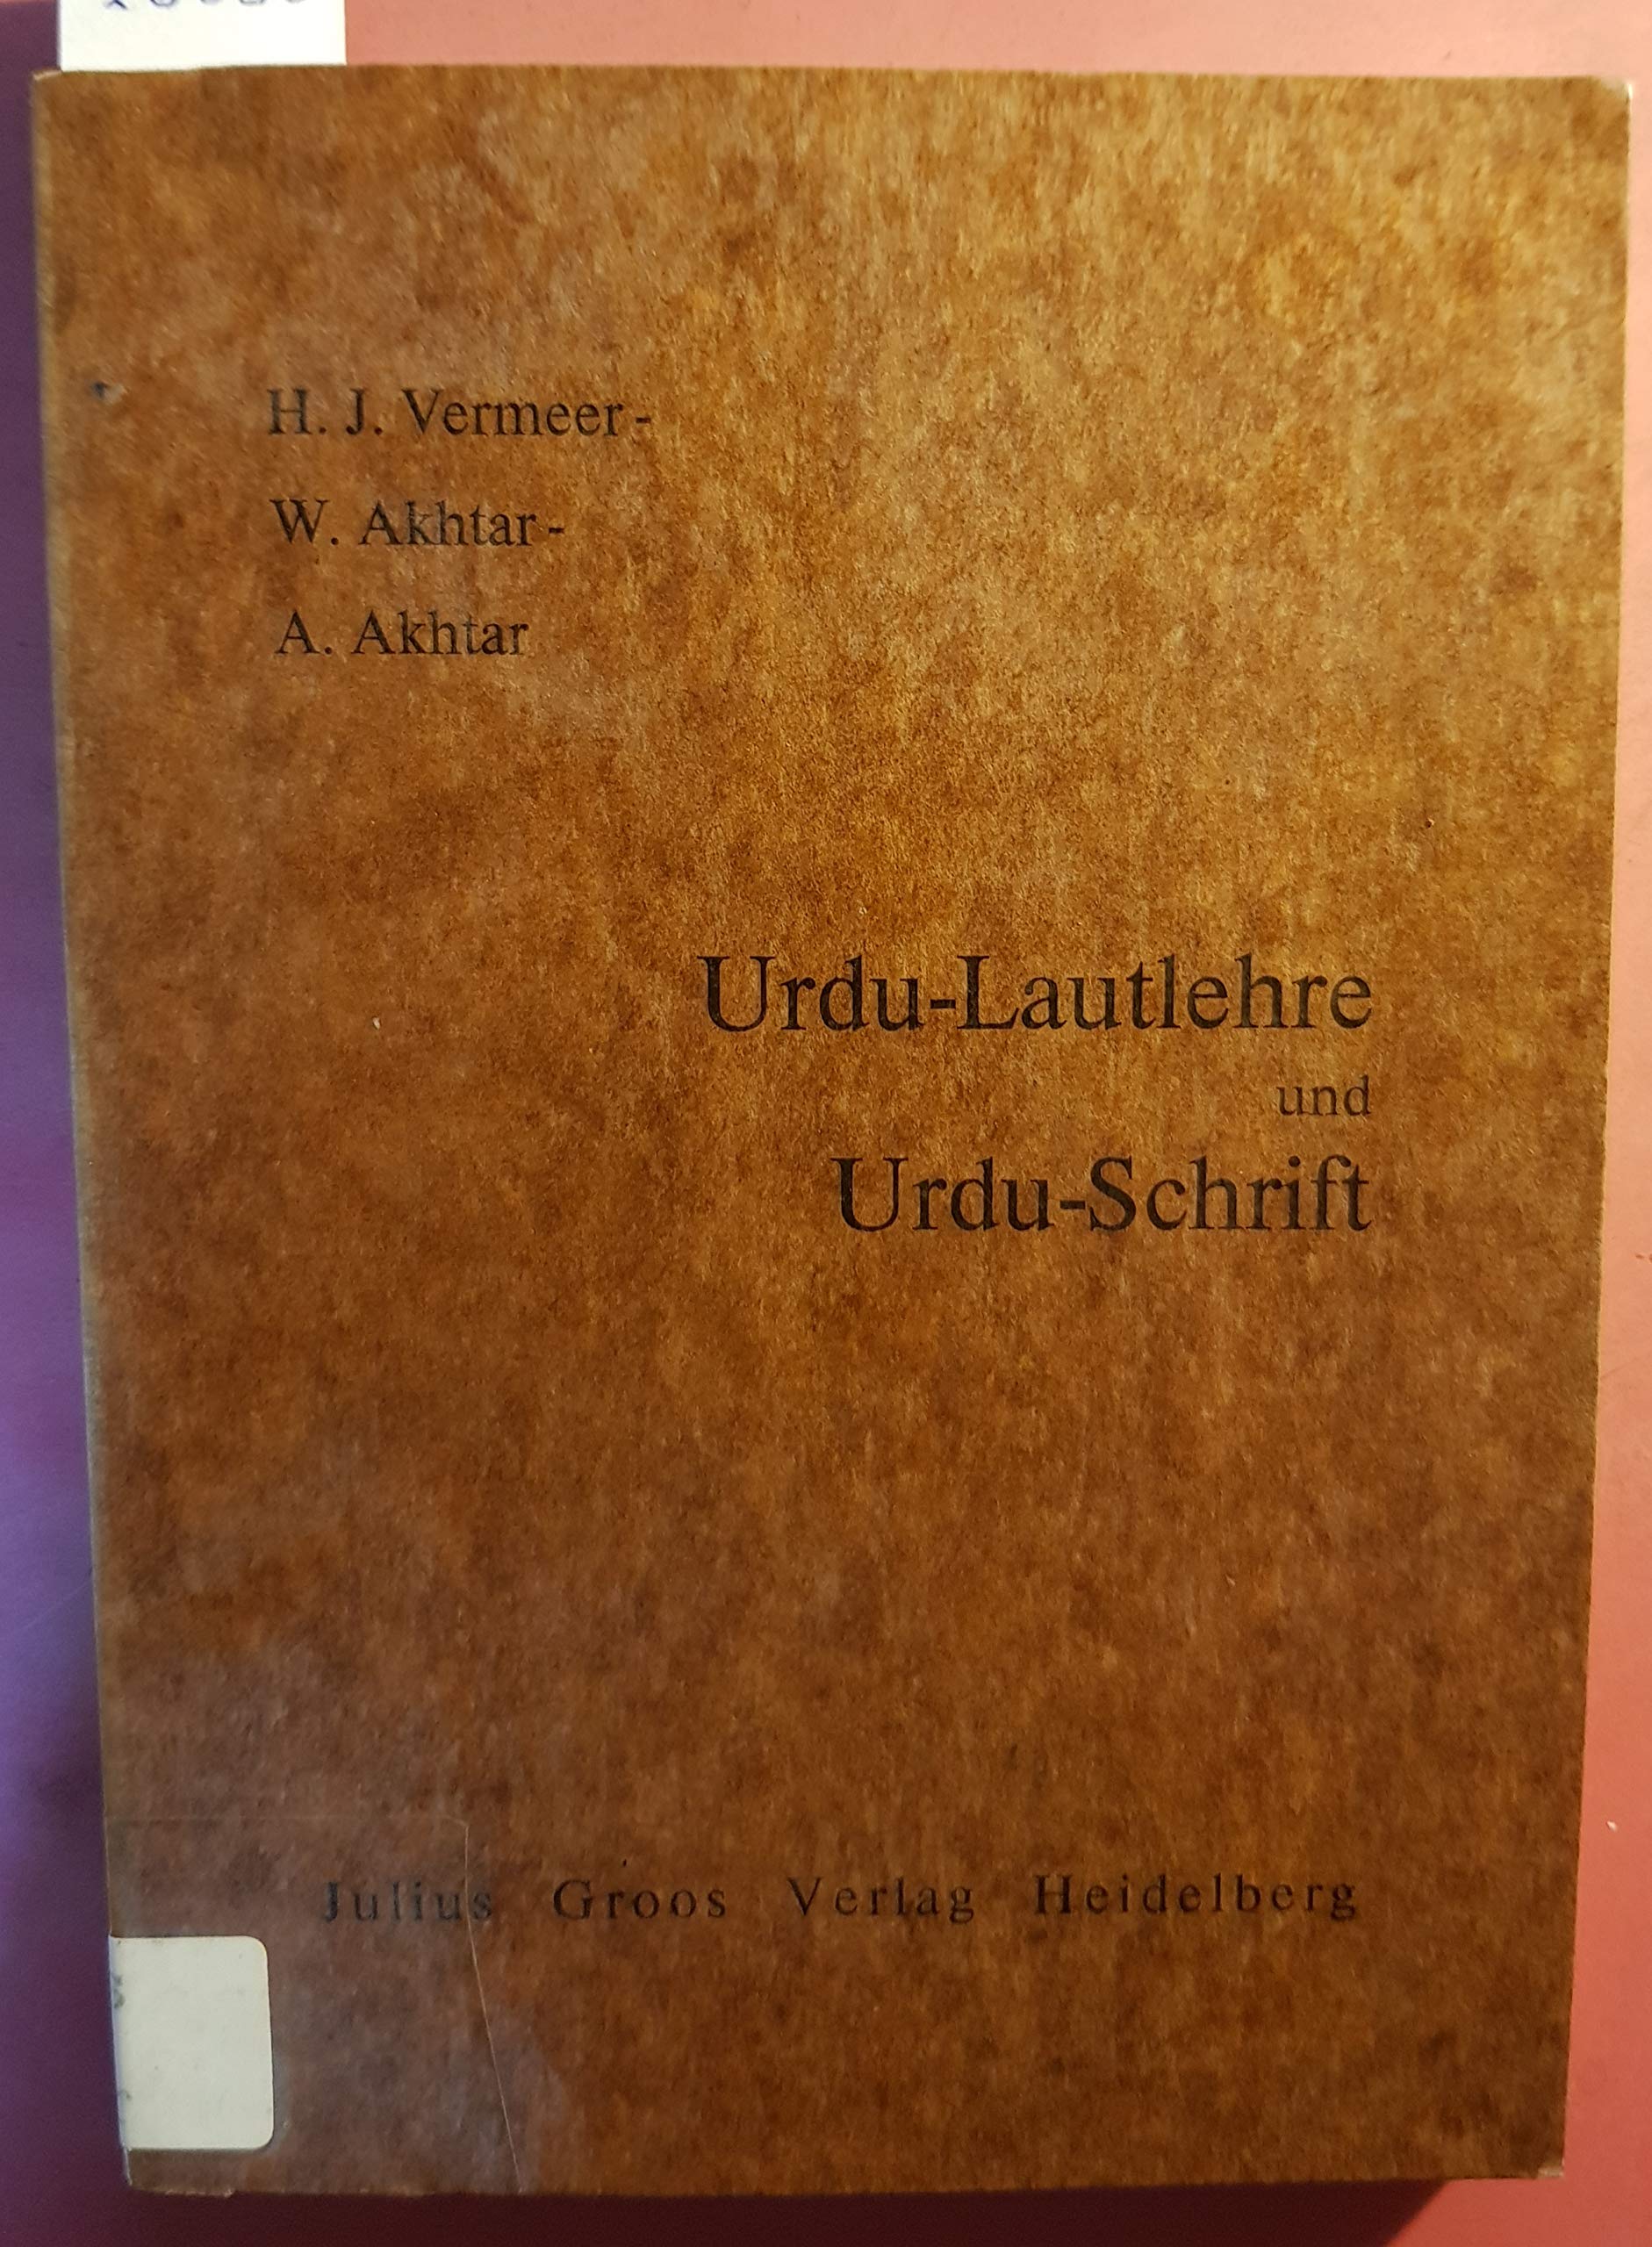 H. J. Vermeer-
W. Akhtar-
A. Akhtar
Urdu-Lautlehre
und
Urdu-Schrift
Julius Groos Verlag Heidelberg